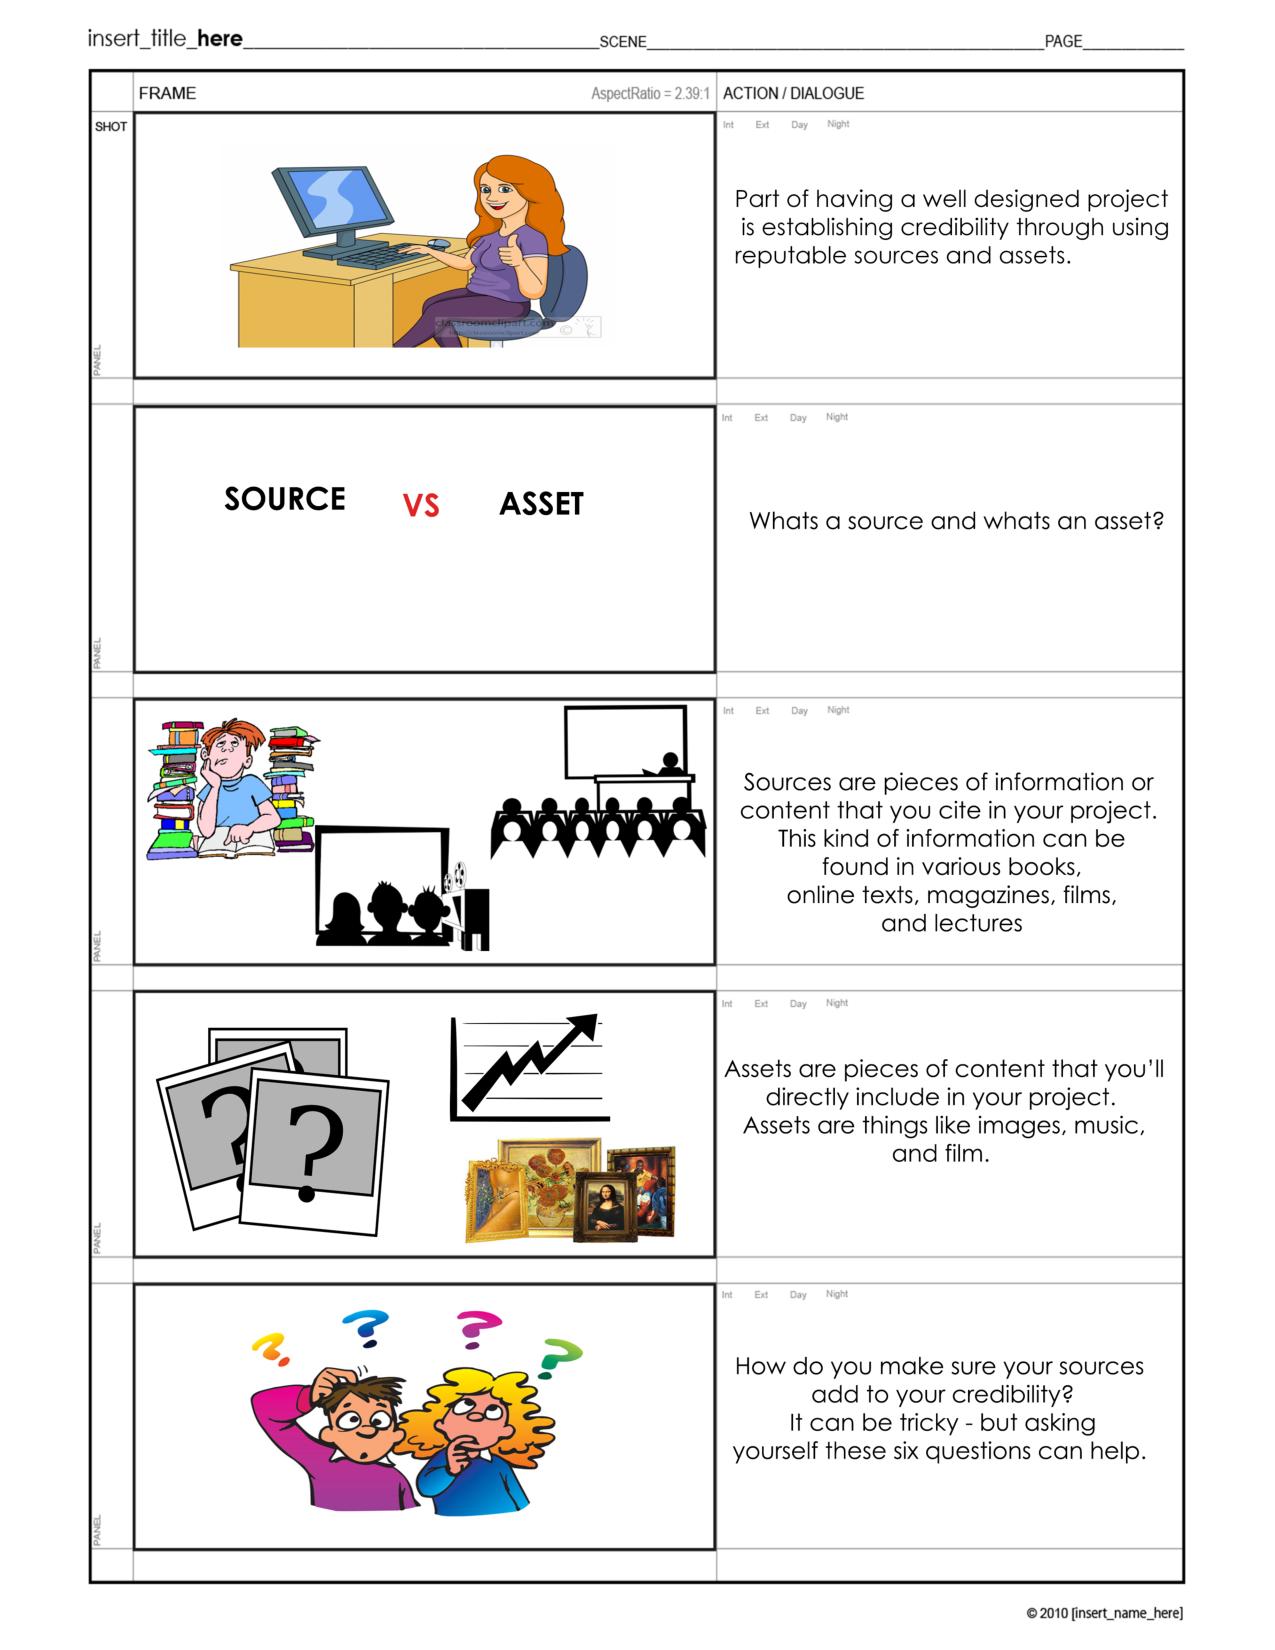 insert_title_here SCENE PAGE
FRAME AspectRatio = 2.39:1 ACTION / DIALOGUE
SHOT
Int Ext Day Night
Part of having a well designed project
is establishing credibility through using
reputable sources and assets.
classroomclipart.com ©
PANEL
Int Ext Day Night
SOURCE VS ASSET
Whats a source and whats an asset?
PANEL
Int Ext Day Night
Sources are pieces of information or
content that you cite in your project.
This kind of information can be
found in various books,
online texts, magazines, films,
and lectures
PANEL
Int Ext Day Night
? ?
Assets are pieces of content that you'll
directly include in your project.
Assets are things like images, music,
and film.
PANEL
Int Ext Day Night
? ? ? ?
How do you make sure your sources
add to your credibility?
It can be tricky - but asking
yourself these six questions can help.
PANEL
© 2010 [insert_name_here]